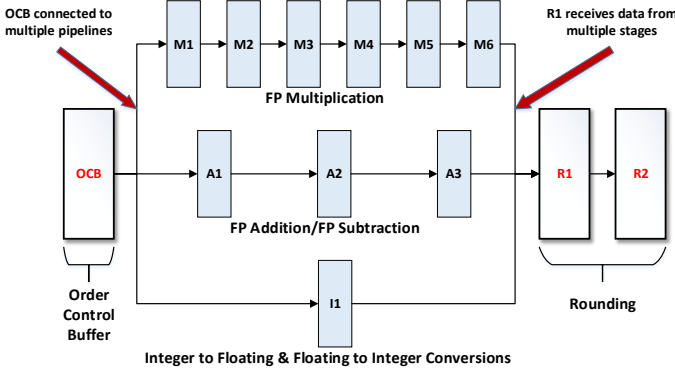 OCB connected to
multiple pipelines
R1 receives data from
multiple stages
M1 M2 M3 M4 M5 M6
FP Multiplication
OCB A1 A2 A3 R1 R2
FP Addition/FP Subtraction
Order
Control
Buffer
I1
Rounding
Integer to Floating & Floating to Integer Conversions